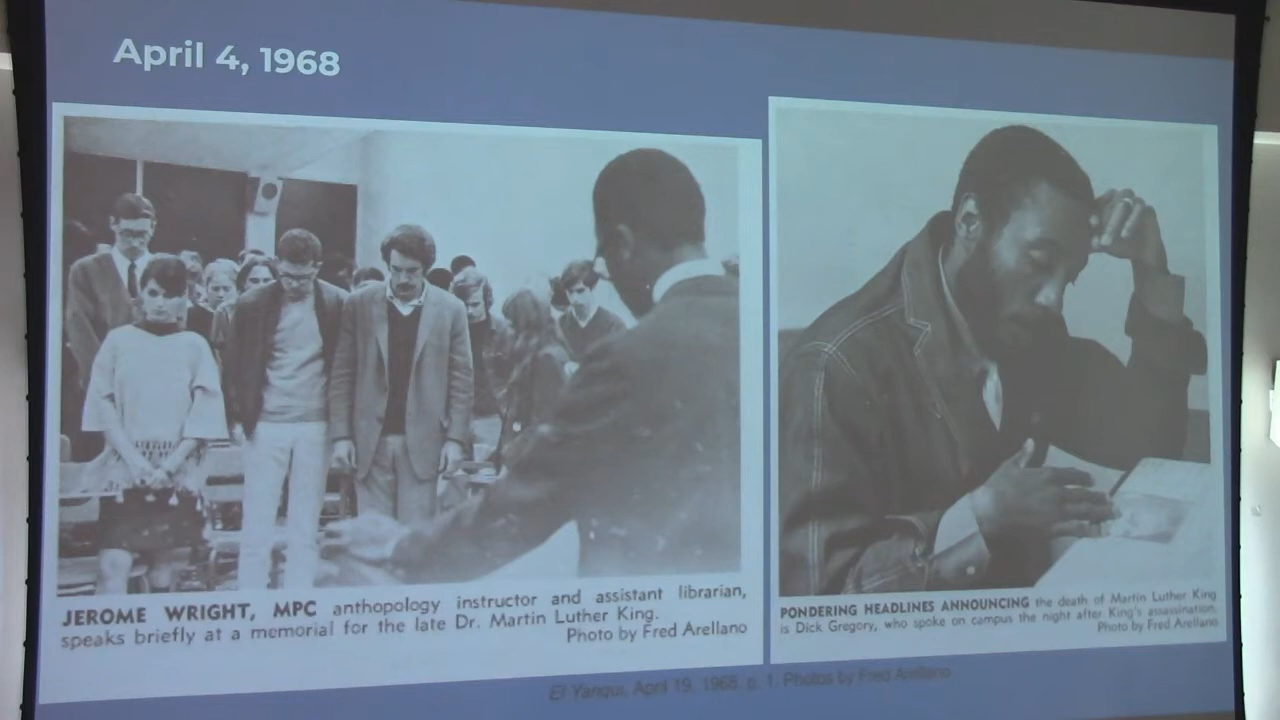 April 4, 1968
JEROME WRIGHT, MPC anthopology instructor and assistant librarian,
speaks briefly at a memorial for the late Dr. Martin Luther King.
Photo by Fred Arellano
PONDERING HEADLINES ANNOUNCING the death of Martin Luther King
is Dick Gregory, who spoke on campus the night after King's assassination.
Photo by Fred Arellano
El Yanqui, April 19, 1968. p. 1. Photos by Fred Arellano